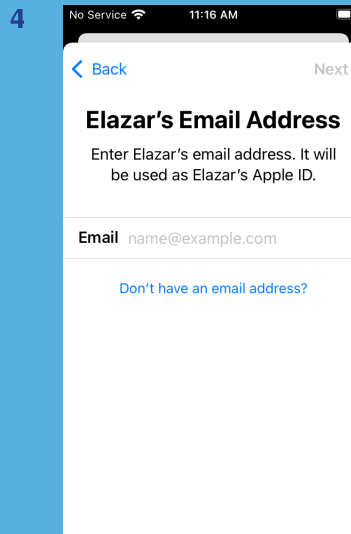 4
No Service 11:16 AM
Back Next
Elazar’s Email Address
Enter Elazar’s email address. It will
be used as Elazar’s Apple ID.
Email name@example.com
Don’t have an email address?